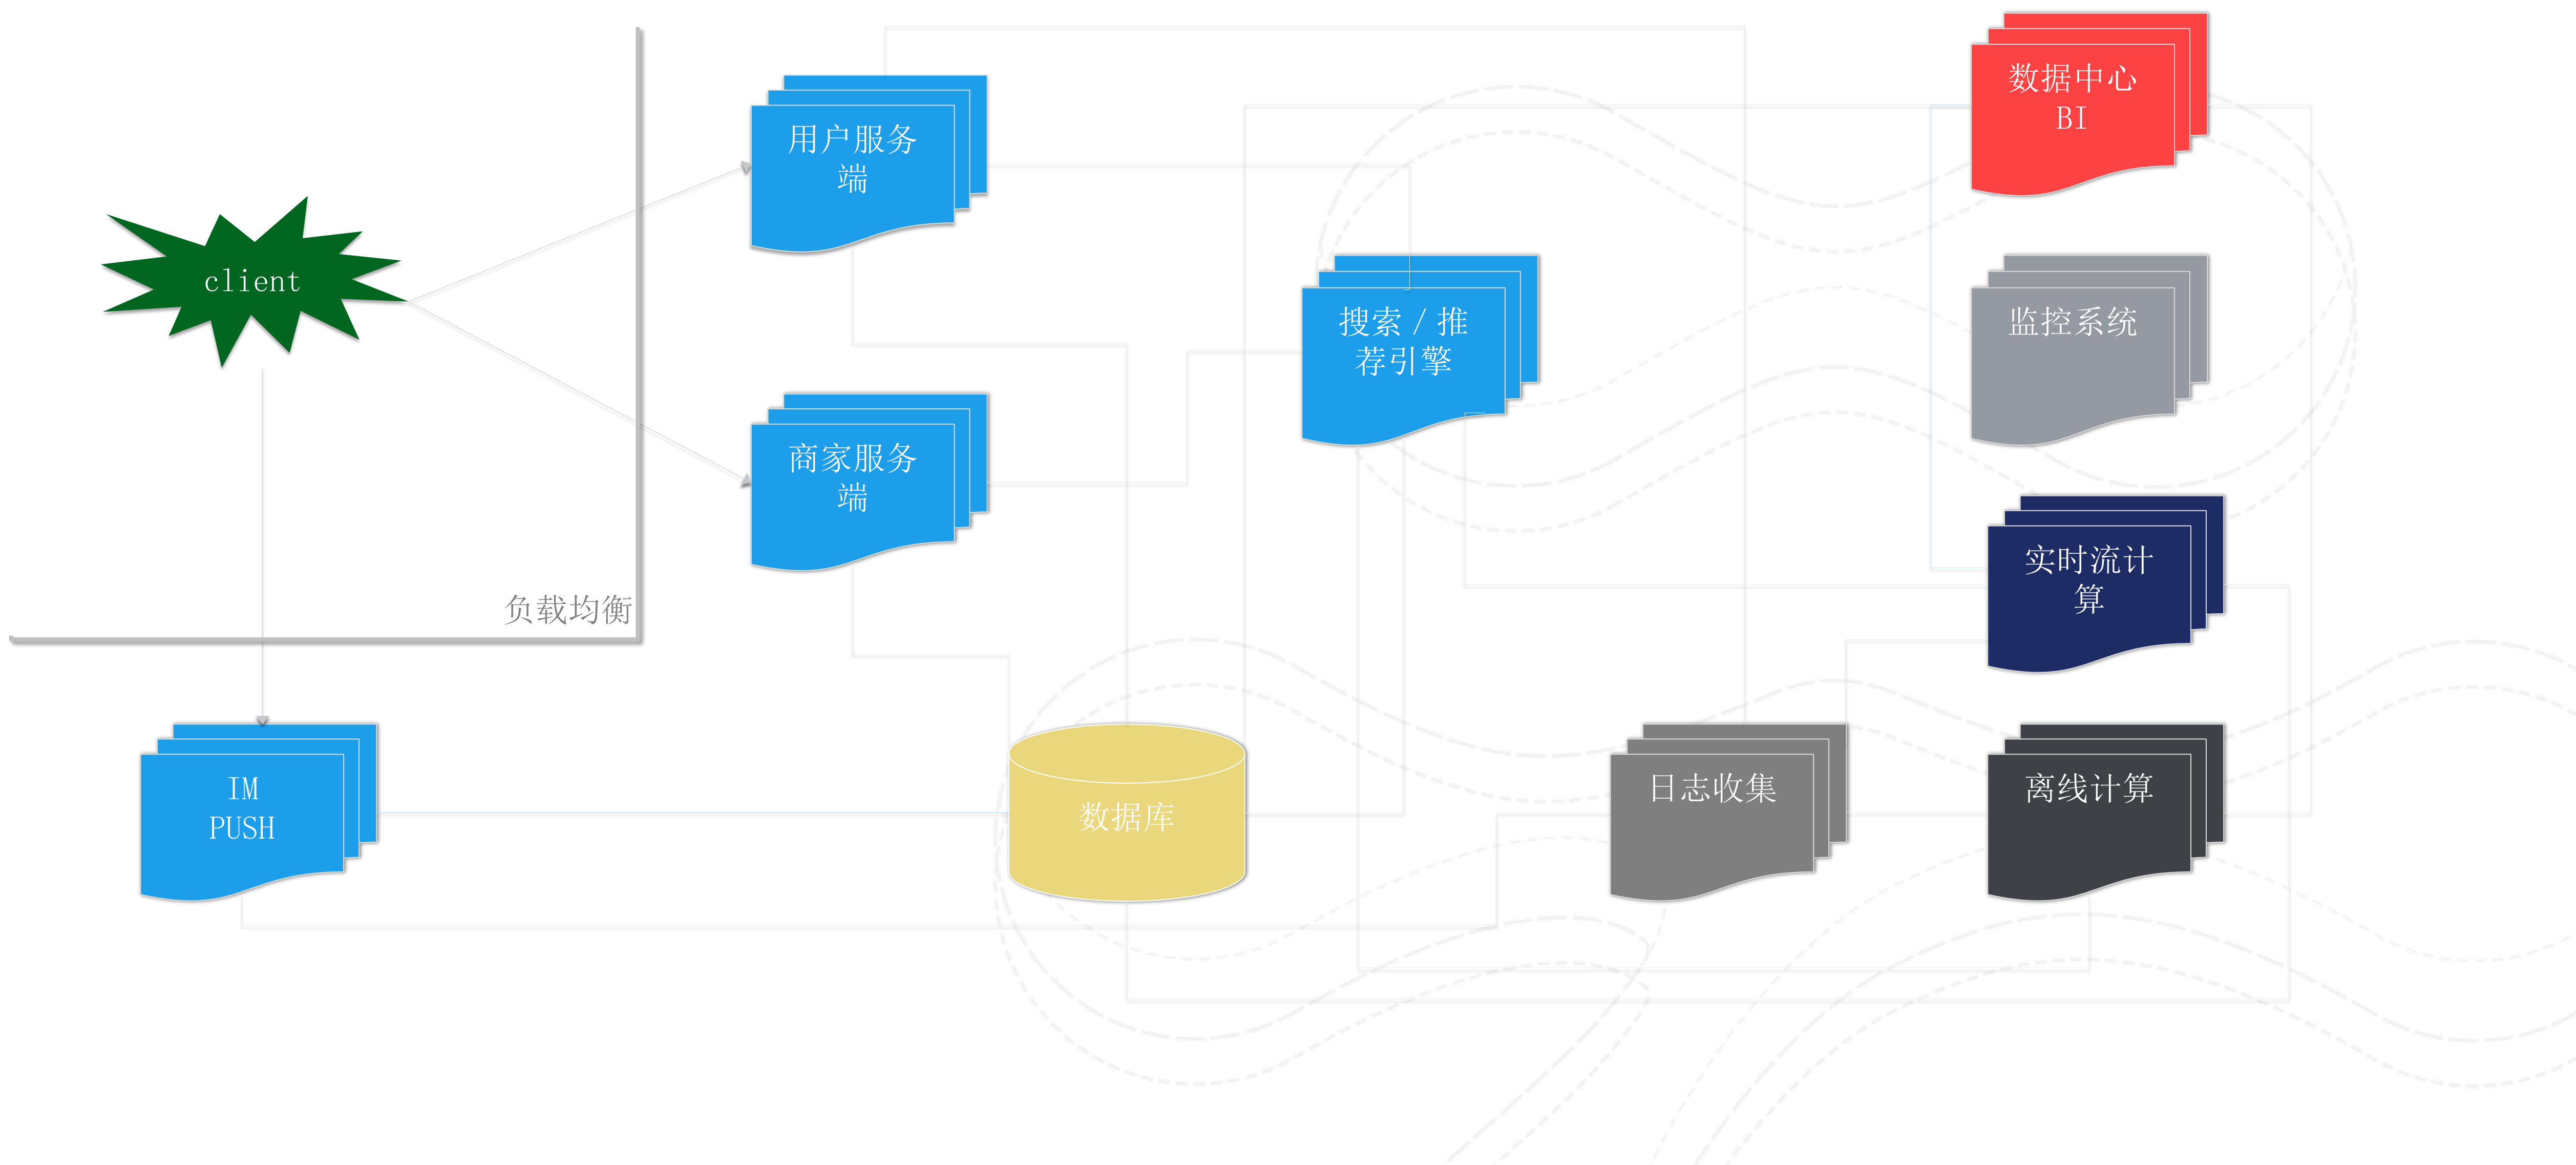 数据中心
BI
用户服务
端
client
搜索/推
荐引擎
监控系统
商家服务
端
实时流计
算
负载均衡
IM
PUSH
数据库
日志收集
离线计算